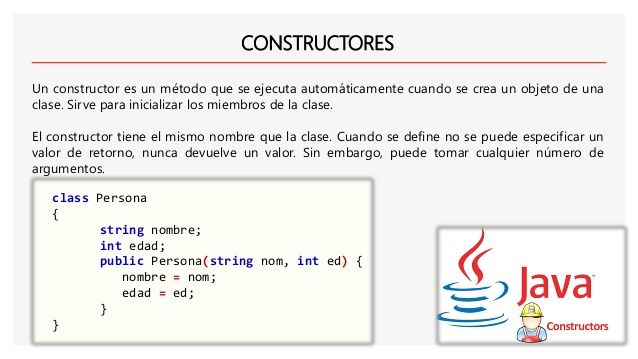 CONSTRUCTORES
Un constructor es un método que se ejecuta automáticamente cuando se crea un objeto de una
clase. Sirve para inicializar los miembros de la clase.
El constructor tiene el mismo nombre que la clase. Cuando se define no se puede especificar un
valor de retorno, nunca devuelve un valor. Sin embargo, puede tomar cualquier número de
argumentos.
class Persona
{
string nombre;
int edad;
public Persona(string nom, int ed) {
nombre = nom;
edad = ed;
}
}
Java™
Constructors